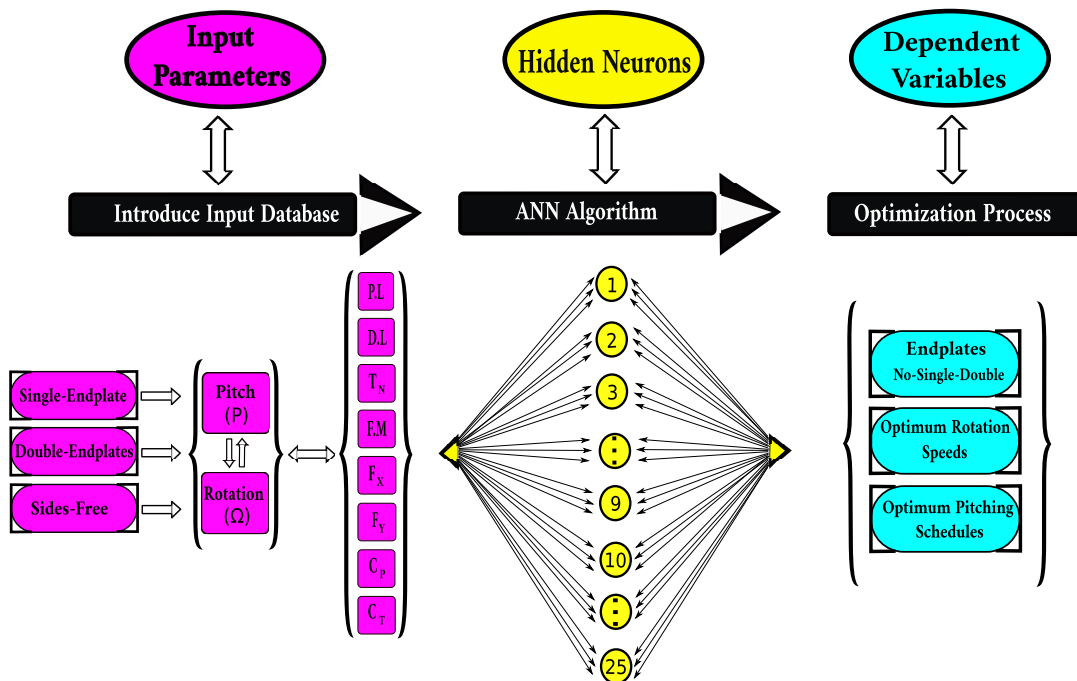 Input
Parameters
Hidden Neurons
Dependent
Variables
Introduce Input Database
ANN Algorithm
Optimization Process
Single-Endplate
Double-Endplates
Sides-Free
Pitch
(P)
Rotation
(Ω)
P.L
D.L
T_N
F.M
F_X
F_Y
C_P
C_T
1
2
3
⋮
9
10
⋮
25
Endplates
No-Single-Double
Optimum Rotation
Speeds
Optimum Pitching
Schedules